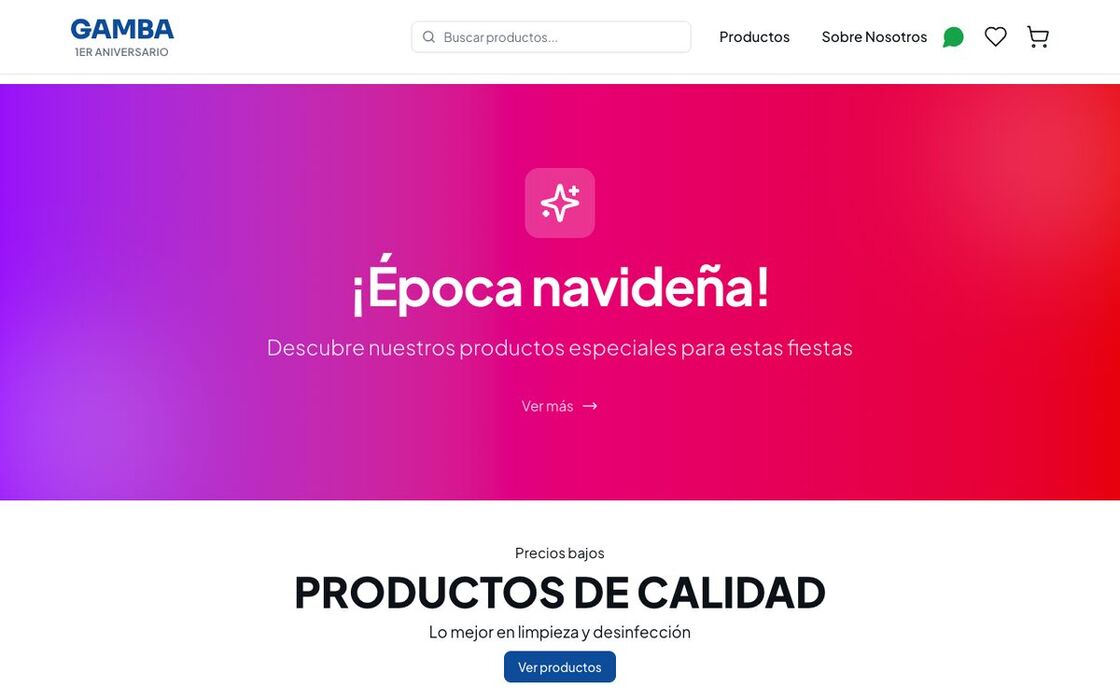 GAMBA
1ER ANIVERSARIO
Buscar productos...
Productos
Sobre Nosotros
¡Época navideña!
Descubre nuestros productos especiales para estas fiestas
Ver más →
Precios bajos
PRODUCTOS DE CALIDAD
Lo mejor en limpieza y desinfección
Ver productos